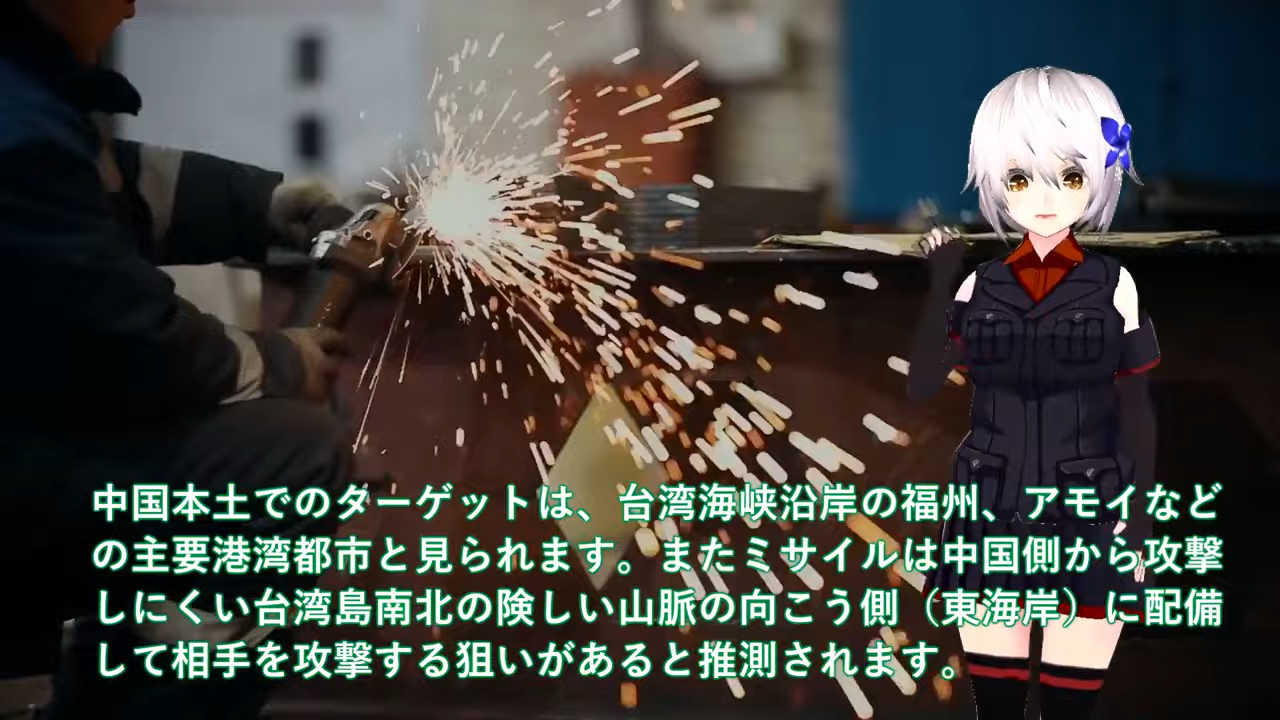 中国本土でのターゲットは、台湾海峡沿岸の福州、アモイなど
の主要港湾都市と見られます。またミサイルは中国側から攻撃
しにくい台湾島南北の険しい山脈の向こう側（東海岸）に配備
して相手を攻撃する狙いがあると推測されます。